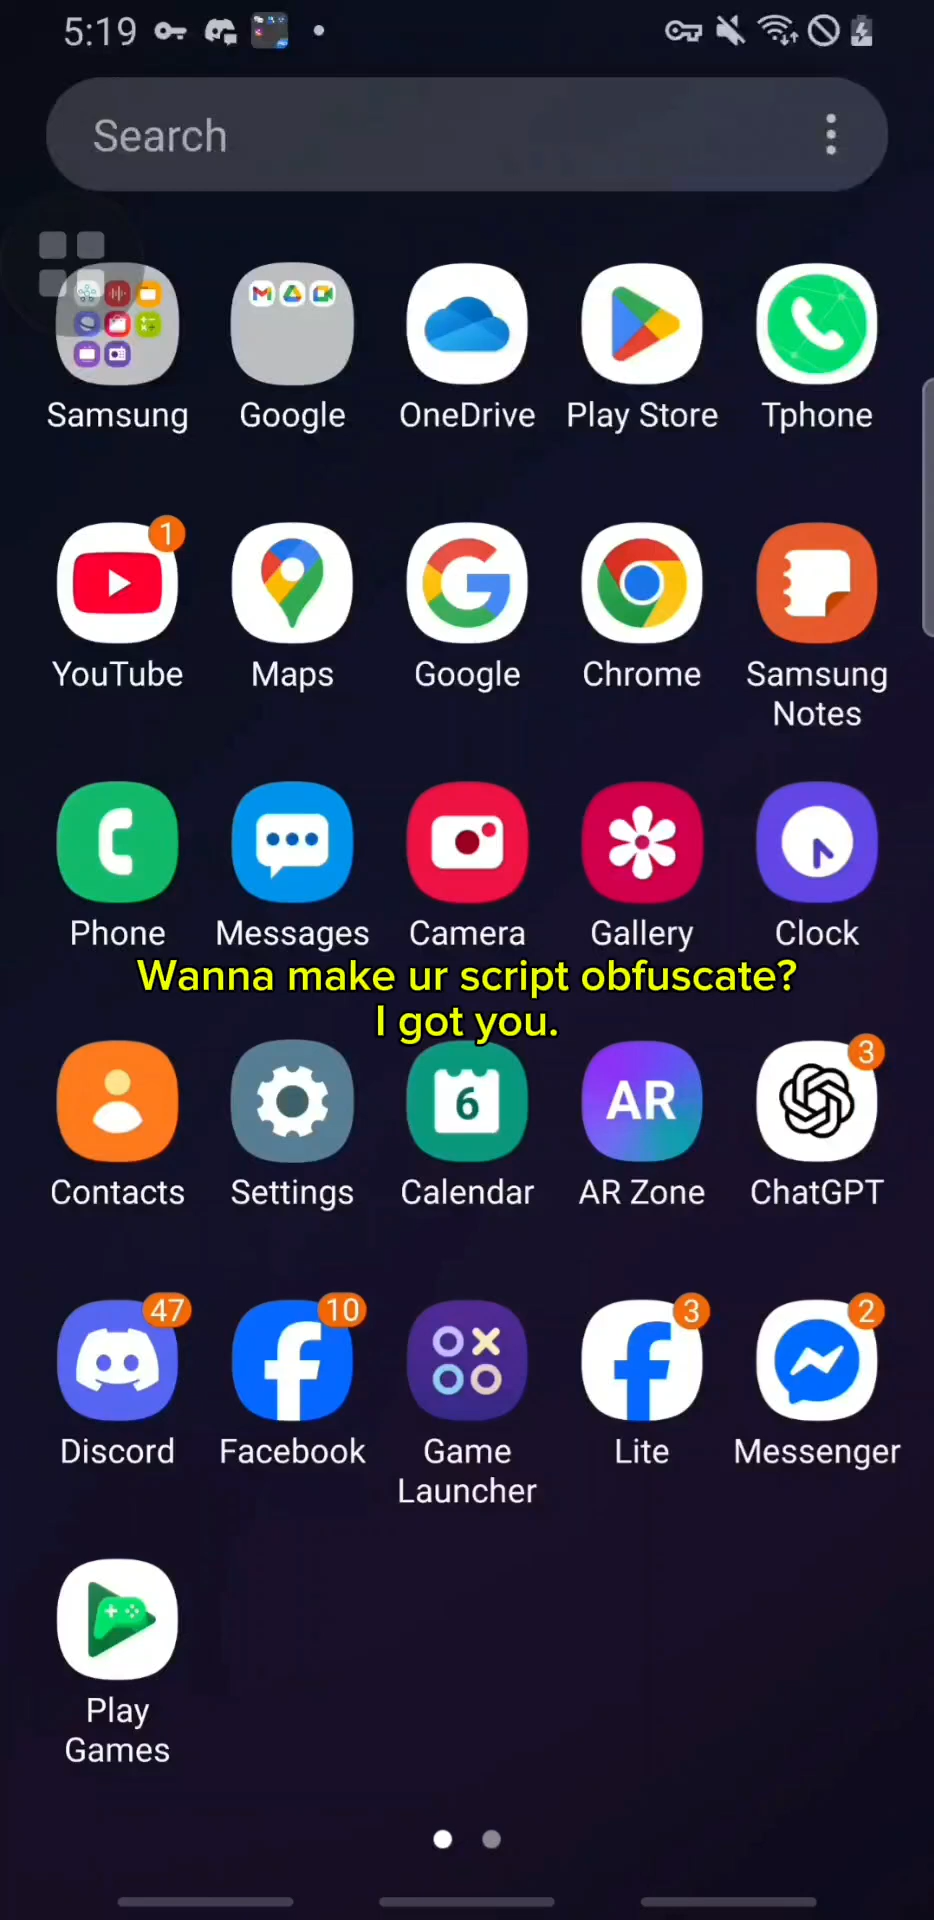 5:19
Search
Samsung
Google
OneDrive
Play Store
Tphone
1
YouTube
Maps
Google
Chrome
Samsung
Notes
Phone
Messages
Camera
Gallery
Clock
Wanna make ur script obfuscate?
I got you.
3
6
AR
Contacts
Settings
Calendar
AR Zone
ChatGPT
47
10
3
2
Discord
Facebook
Game
Launcher
Lite
Messenger
Play
Games